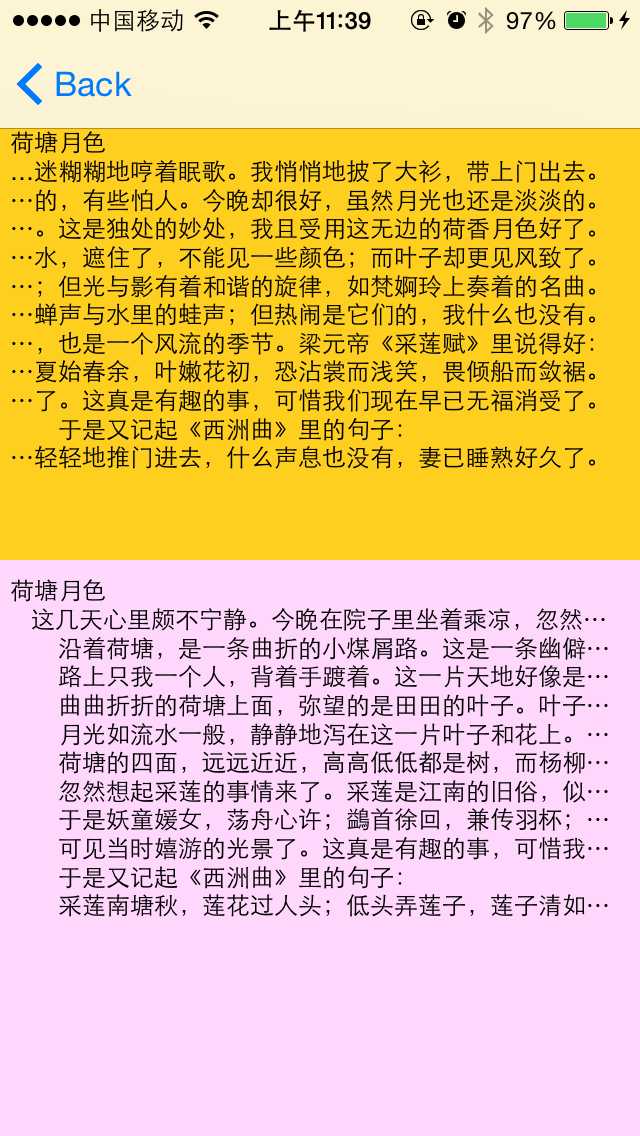 中国移动 上午11:39 97%
Back
荷塘月色
...迷糊糊地哼着眠歌。我悄悄地披了大衫，带上门出去。
…的，有些怕人。今晚却很好，虽然月光也还是淡淡的。
…。这是独处的妙处，我且受用这无边的荷香月色好了。
…水，遮住了，不能见一些颜色；而叶子却更见风致了。
…；但光与影有着和谐的旋律，如梵婀玲上奏着的名曲。
…蝉声与水里的蛙声；但热闹是它们的，我什么也没有。
…，也是一个风流的季节。梁元帝《采莲赋》里说得好：
…夏始春余，叶嫩花初，恐沾裳而浅笑，畏倾船而敛裾。
…了。这真是有趣的事，可惜我们现在早已无福消受了。
于是又记起《西洲曲》里的句子：
…轻轻地推门进去，什么声息也没有，妻已睡熟好久了。
荷塘月色
这几天心里颇不宁静。今晚在院子里坐着乘凉，忽然…
沿着荷塘，是一条曲折的小煤屑路。这是一条幽僻…
路上只我一个人，背着手踱着。这一片天地好像是…
曲曲折折的荷塘上面，弥望的是田田的叶子。叶子…
月光如流水一般，静静地泻在这一片叶子和花上。…
荷塘的四面，远远近近，高高低低都是树，而杨柳…
忽然想起采莲的事情来了。采莲是江南的旧俗，似…
于是妖童媛女，荡舟心许；鷁首徐回，兼传羽杯；…
可见当时嬉游的光景了。这真是有趣的事，可惜我…
于是又记起《西洲曲》里的句子：
采莲南塘秋，莲花过人头；低头弄莲子，莲子清如…